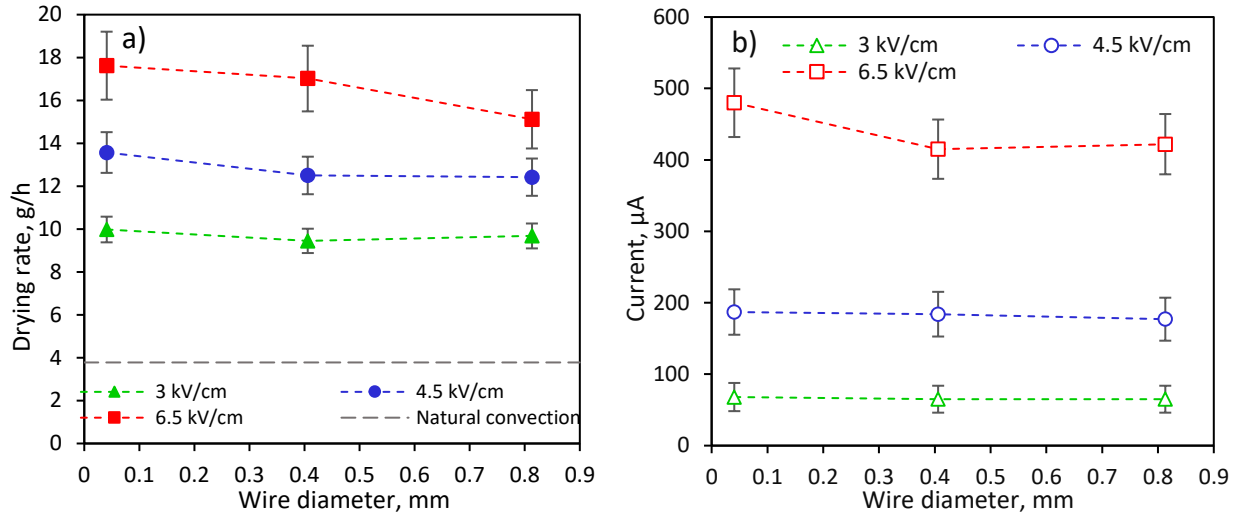 a)
Drying rate, g/h
20
18
16
14
12
10
8
6
4
2
0
3 kV/cm
4.5 kV/cm
6.5 kV/cm
Natural convection
0 0.1 0.2 0.3 0.4 0.5 0.6 0.7 0.8 0.9
Wire diameter, mm
b)
Current, µA
600
500
400
300
200
100
0
3 kV/cm
4.5 kV/cm
6.5 kV/cm
0 0.1 0.2 0.3 0.4 0.5 0.6 0.7 0.8 0.9
Wire diameter, mm